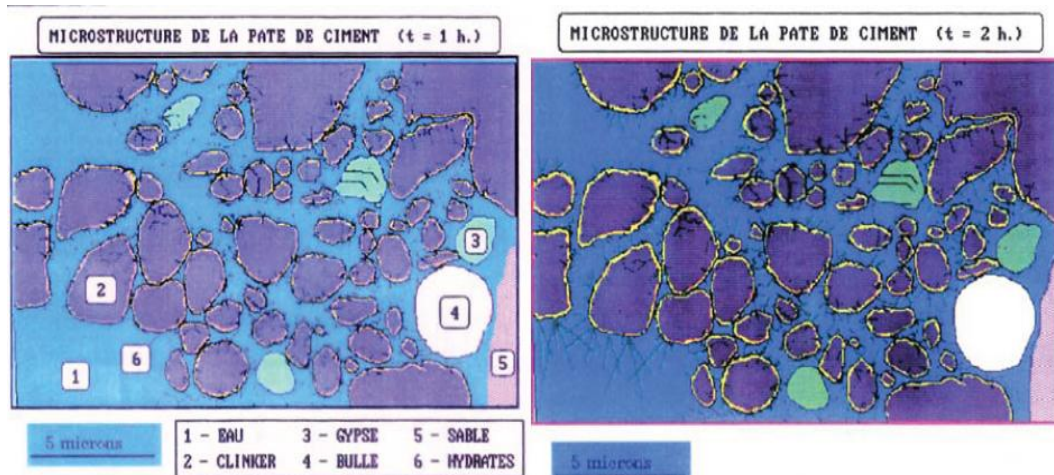 MICROSTRUCTURE DE LA PATE DE CIMENT (t = 1 h.)
3
2
4
6
1
5
5 microns
1 - EAU 3 - GYPSE 5 - SABLE
2 - CLINKER 4 - BULLE 6 - HYDRATES
MICROSTRUCTURE DE LA PATE DE CIMENT (t = 2 h.)
5 microns